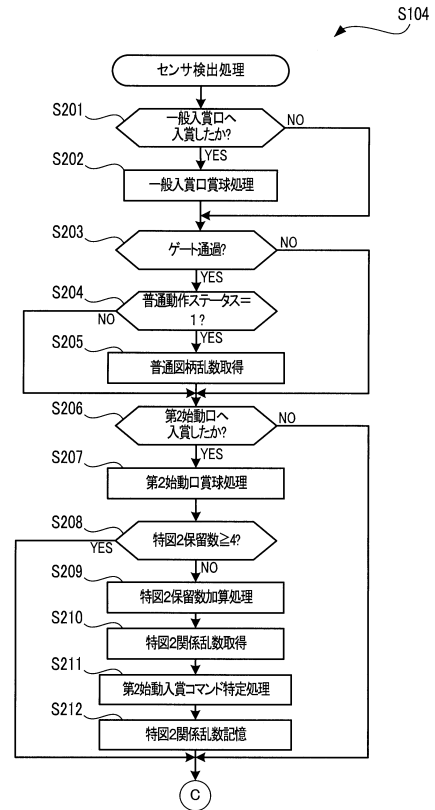 S104
センサ検出処理
S201
一般入賞口へ
入賞したか?
NO
YES
S202
一般入賞口賞球処理
S203
ゲート通過?
NO
YES
S204
普通動作ステータス=
1?
NO
YES
S205
普通図柄乱数取得
S206
第2始動口へ
入賞したか?
NO
YES
S207
第2始動口賞球処理
S208
特図2保留数≧4?
YES
NO
S209
特図2保留数加算処理
S210
特図2関係乱数取得
S211
第2始動入賞コマンド特定処理
S212
特図2関係乱数記憶
C